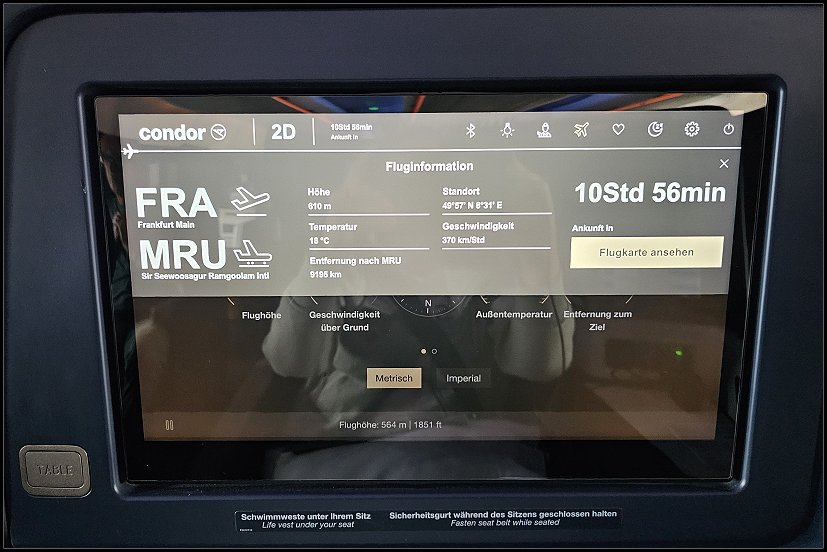 condor 2D 10Std 56min
Ankunft in
Fluginformation
FRA
Frankfurt Main
MRU
Sir Seewoosagur Ramgoolam Intl
Höhe
610 m
Temperatur
18 °C
Entfernung nach MRU
9195 km
Standort
49°57' N 8°31' E
Geschwindigkeit
370 km/Std
10Std 56min
Ankunft in
Flugkarte ansehen
N
Flughöhe
Geschwindigkeit
über Grund
Außentemperatur
Entfernung zum
Ziel
Metrisch
Imperial
Flughöhe: 564 m | 1851 ft
TABLE
Schwimmweste unter Ihrem Sitz
Life vest under your seat
Sicherheitsgurt während des Sitzens geschlossen halten
Fasten seat belt while seated